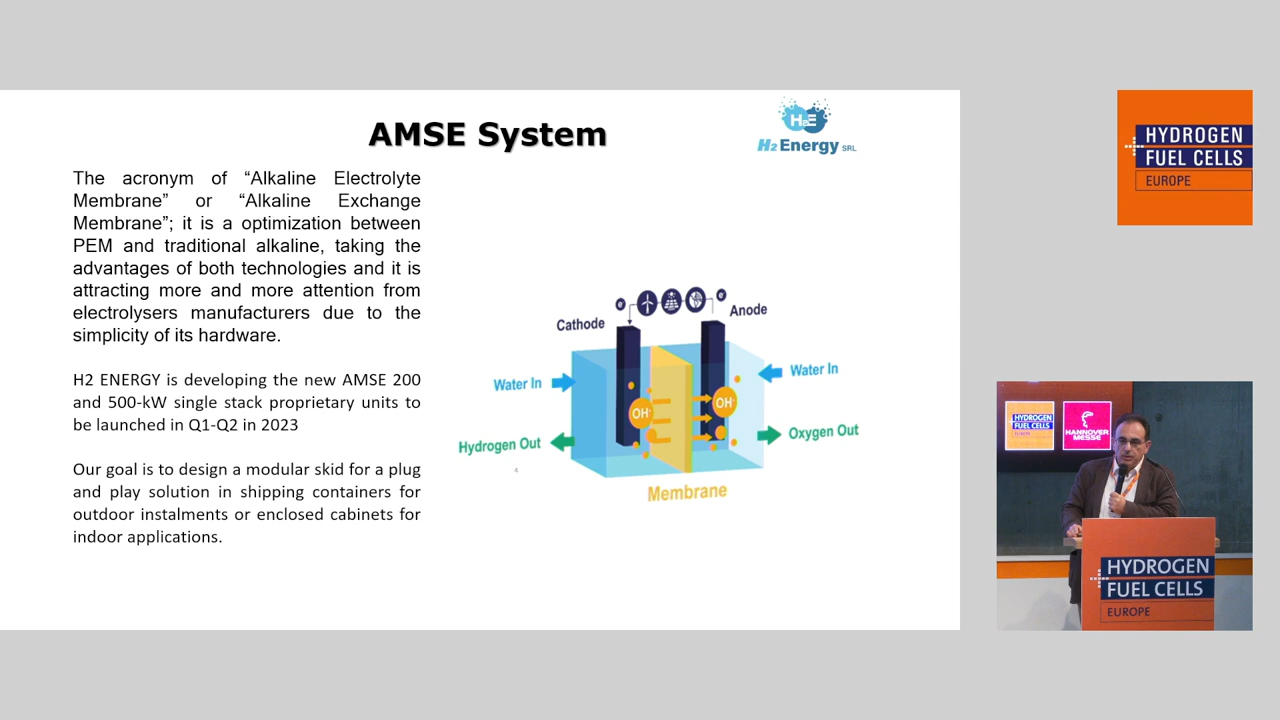 AMSE System
H2E
H2 Energy SRL
The acronym of “Alkaline Electrolyte
Membrane” or “Alkaline Exchange
Membrane”; it is a optimization between
PEM and traditional alkaline, taking the
advantages of both technologies and it is
attracting more and more attention from
electrolysers manufacturers due to the
simplicity of its hardware.
H2 ENERGY is developing the new AMSE 200
and 500-kW single stack proprietary units to
be launched in Q1-Q2 in 2023
Our goal is to design a modular skid for a plug
and play solution in shipping containers for
outdoor instalments or enclosed cabinets for
indoor applications.
Cathode
Anode
Water In
Water In
OH-
OH-
Hydrogen Out
Oxygen Out
Membrane
4
HYDROGEN
FUEL CELLS
EUROPE
HYDROGEN
FUEL CELLS
HANNOVER
MESSE
HYDROGEN
FUEL CELLS
EUROPE